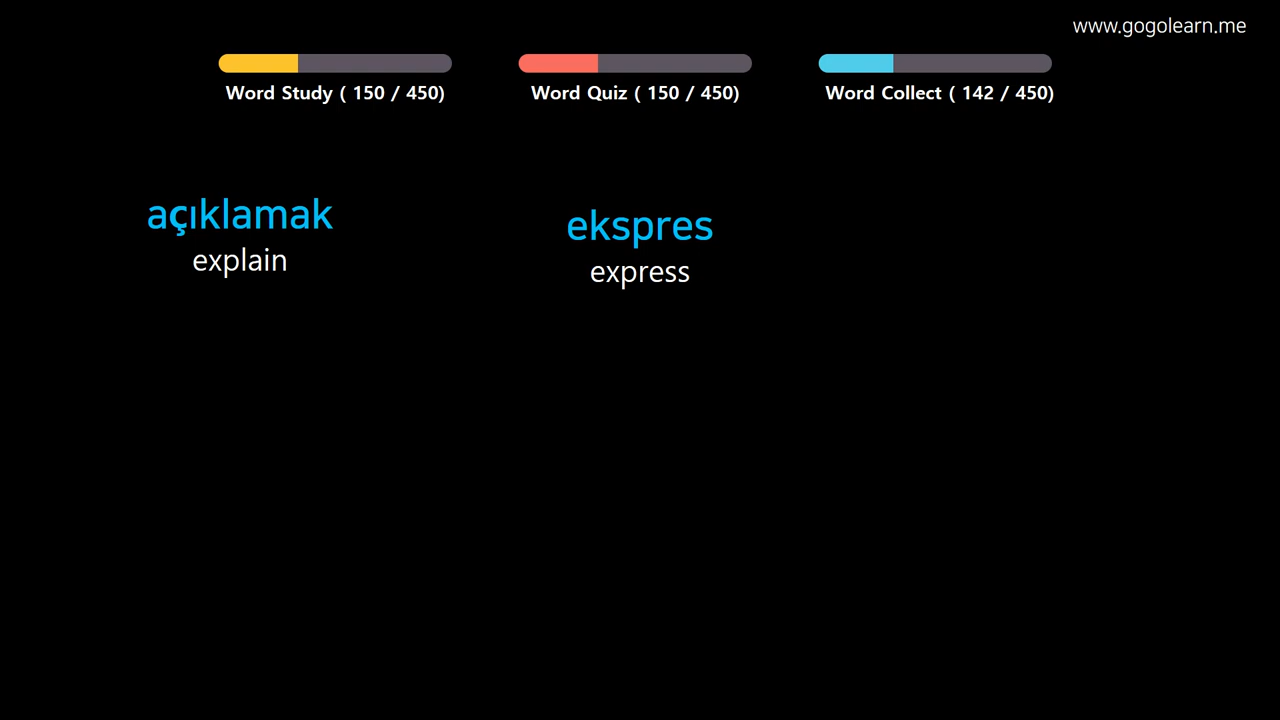 www.gogolearn.me
Word Study ( 150 / 450)
Word Quiz ( 150 / 450)
Word Collect ( 142 / 450)
açıklamak
explain
ekspres
express